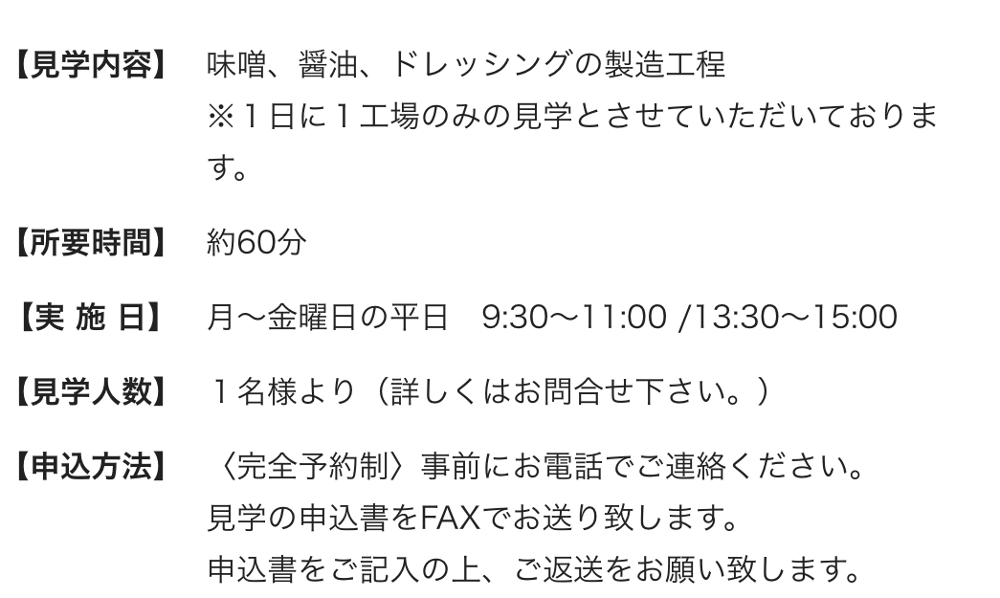 【見学内容】 味噌、醤油、ドレッシングの製造工程
※１日に１工場のみの見学とさせていただいておりま
す。
【所要時間】 約60分
【実 施 日】 月〜金曜日の平日　9:30〜11:00 /13:30〜15:00
【見学人数】 １名様より（詳しくはお問合せ下さい。）
【申込方法】 〈完全予約制〉事前にお電話でご連絡ください。
見学の申込書をFAXでお送り致します。
申込書をご記入の上、ご返送をお願い致します。